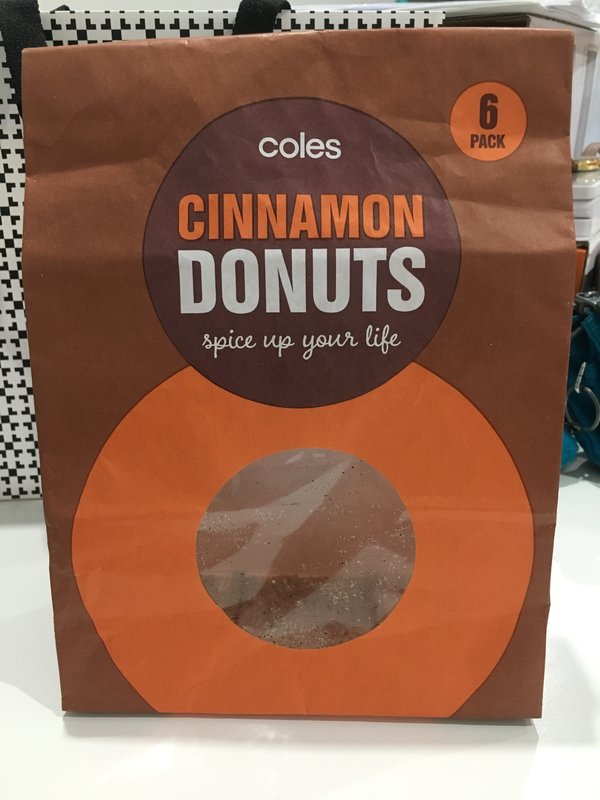 6
PACK
coles
CINNAMON
DONUTS
spice up your life